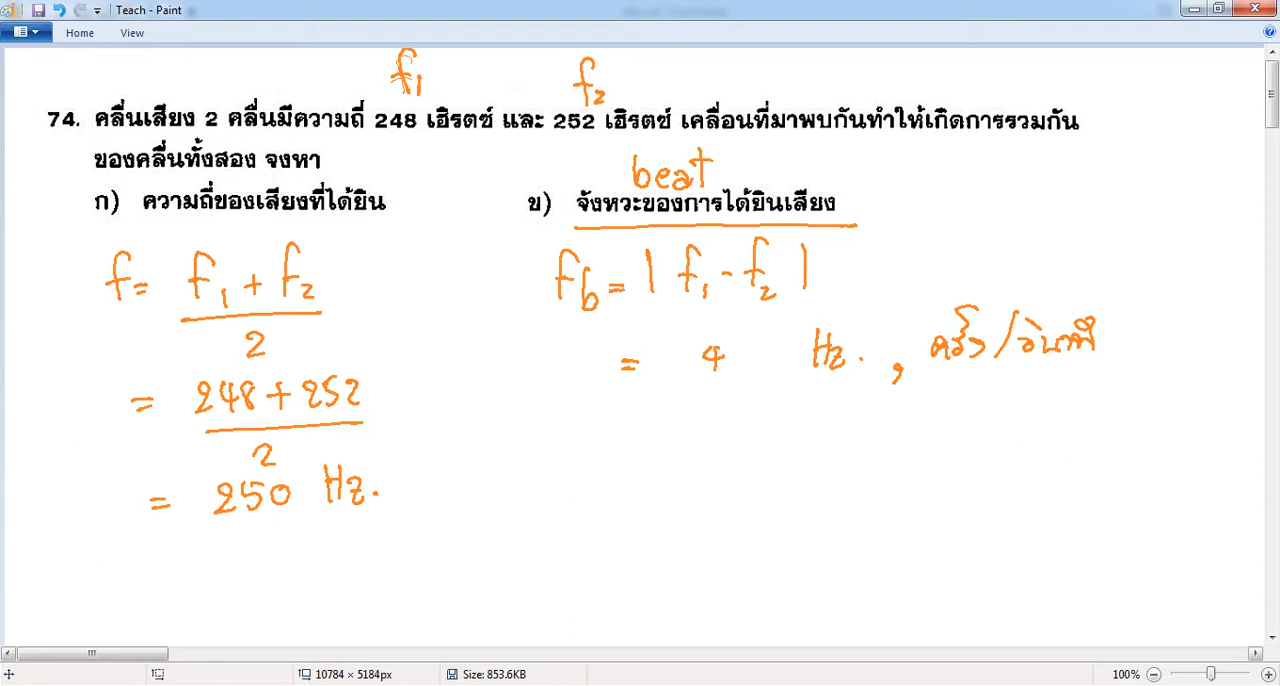 Teach - Paint
Home View
f₁ f₂
74. คลื่นเสียง 2 คลื่นมีความถี่ 248 เฮิรตซ์ และ 252 เฮิรตซ์ เคลื่อนที่มาพบกันทำให้เกิดการรวมกัน
ของคลื่นทั้งสอง จงหา
beat
ก) ความถี่ของเสียงที่ได้ยิน ข) จังหวะของการได้ยินเสียง
f = f₁ + f₂
2
= 248 + 252
2
= 250 Hz.
fb = | f₁ - f₂ |
= 4 Hz. , ครั้ง/วินาที
10784 × 5184px Size: 853.6KB 100%